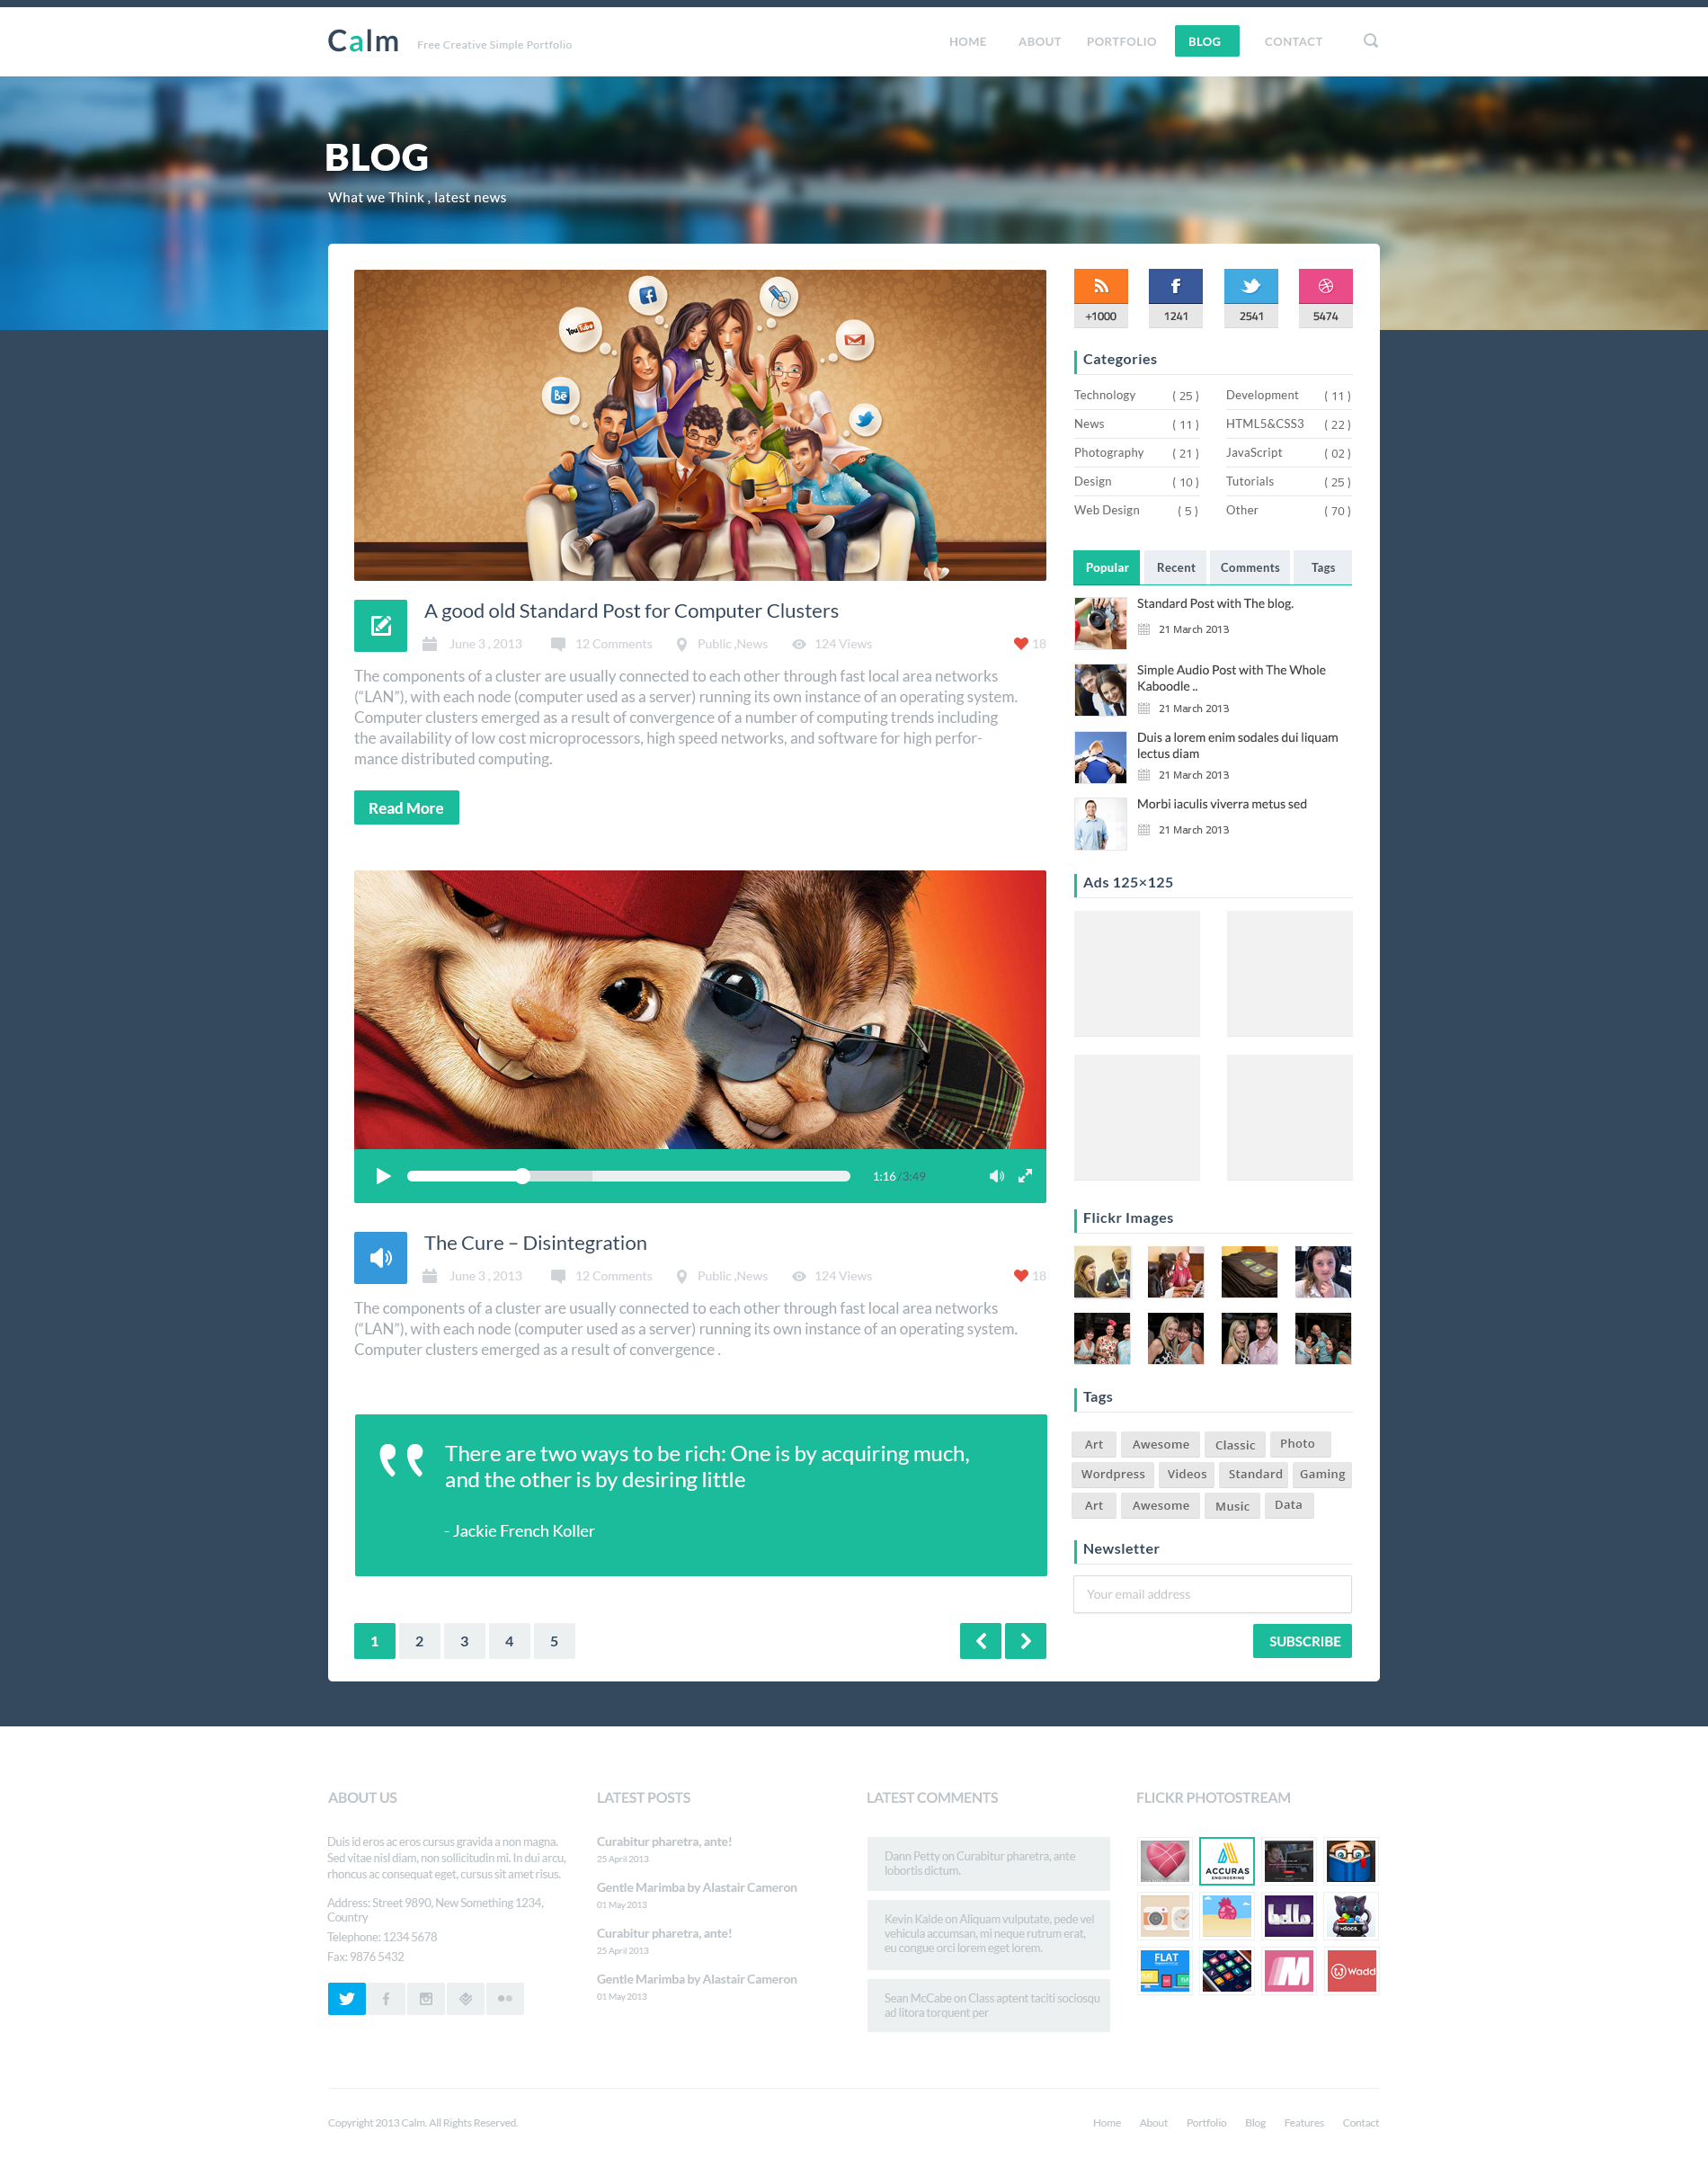 Calm
Free Creative Simple Portfolio
HOME
ABOUT
PORTFOLIO
BLOG
CONTACT
BLOG
What we Think , latest news
YouTube
Bē
+1000
1241
2541
5474
Categories
Technology ( 25 )
Development ( 11 )
News ( 11 )
HTML5&CSS3 ( 22 )
Photography ( 21 )
JavaScript ( 02 )
Design ( 10 )
Tutorials ( 25 )
Web Design ( 5 )
Other ( 70 )
A good old Standard Post for Computer Clusters
June 3 , 2013
12 Comments
Public ,News
124 Views
18
The components of a cluster are usually connected to each other through fast local area networks
(“LAN”), with each node (computer used as a server) running its own instance of an operating system.
Computer clusters emerged as a result of convergence of a number of computing trends including
the availability of low cost microprocessors, high speed networks, and software for high perfor-
mance distributed computing.
Read More
Popular
Recent
Comments
Tags
Standard Post with The blog.
21 March 2013
Simple Audio Post with The Whole
Kaboodle ..
21 March 2013
Duis a lorem enim sodales dui liquam
lectus diam
21 March 2013
Morbi iaculis viverra metus sed
21 March 2013
Ads 125×125
1:16/3:49
The Cure – Disintegration
June 3 , 2013
12 Comments
Public ,News
124 Views
18
The components of a cluster are usually connected to each other through fast local area networks
(“LAN”), with each node (computer used as a server) running its own instance of an operating system.
Computer clusters emerged as a result of convergence .
There are two ways to be rich: One is by acquiring much,
and the other is by desiring little
- Jackie French Koller
1
2
3
4
5
Flickr Images
Tags
Art
Awesome
Classic
Photo
Wordpress
Videos
Standard
Gaming
Art
Awesome
Music
Data
Newsletter
Your email address
SUBSCRIBE
ABOUT US
Duis id eros ac eros cursus gravida a non magna.
Sed vitae nisl diam, non sollicitudin mi. In dui arcu,
rhoncus ac consequat eget, cursus sit amet risus.
Address: Street 9890, New Something 1234,
Country
Telephone: 1234 5678
Fax: 9876 5432
LATEST POSTS
Curabitur pharetra, ante!
25 April 2013
Gentle Marimba by Alastair Cameron
01 May 2013
Curabitur pharetra, ante!
25 April 2013
Gentle Marimba by Alastair Cameron
01 May 2013
LATEST COMMENTS
Dann Petty on Curabitur pharetra, ante
lobortis dictum.
Kevin Kalde on Aliquam vulputate, pede vel
vehicula accumsan, mi neque rutrum erat,
eu congue orci lorem eget lorem.
Sean McCabe on Class aptent taciti sociosqu
ad litora torquent per
FLICKR PHOTOSTREAM
ACCURAS
ENGINEERING
hello
>docs_
FLAT
M
Wadd
Copyright 2013 Calm. All Rights Reserved.
Home
About
Portfolio
Blog
Features
Contact